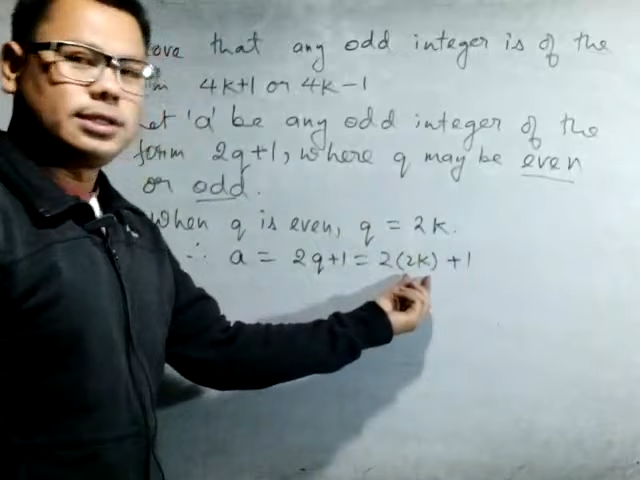 ove that any odd integer is of the
m 4k+1 or 4k-1
et 'a' be any odd integer of the
form 2q+1, where q may be even
or odd.
When q is even, q = 2k.
∴ a = 2q+1 = 2(2k) + 1